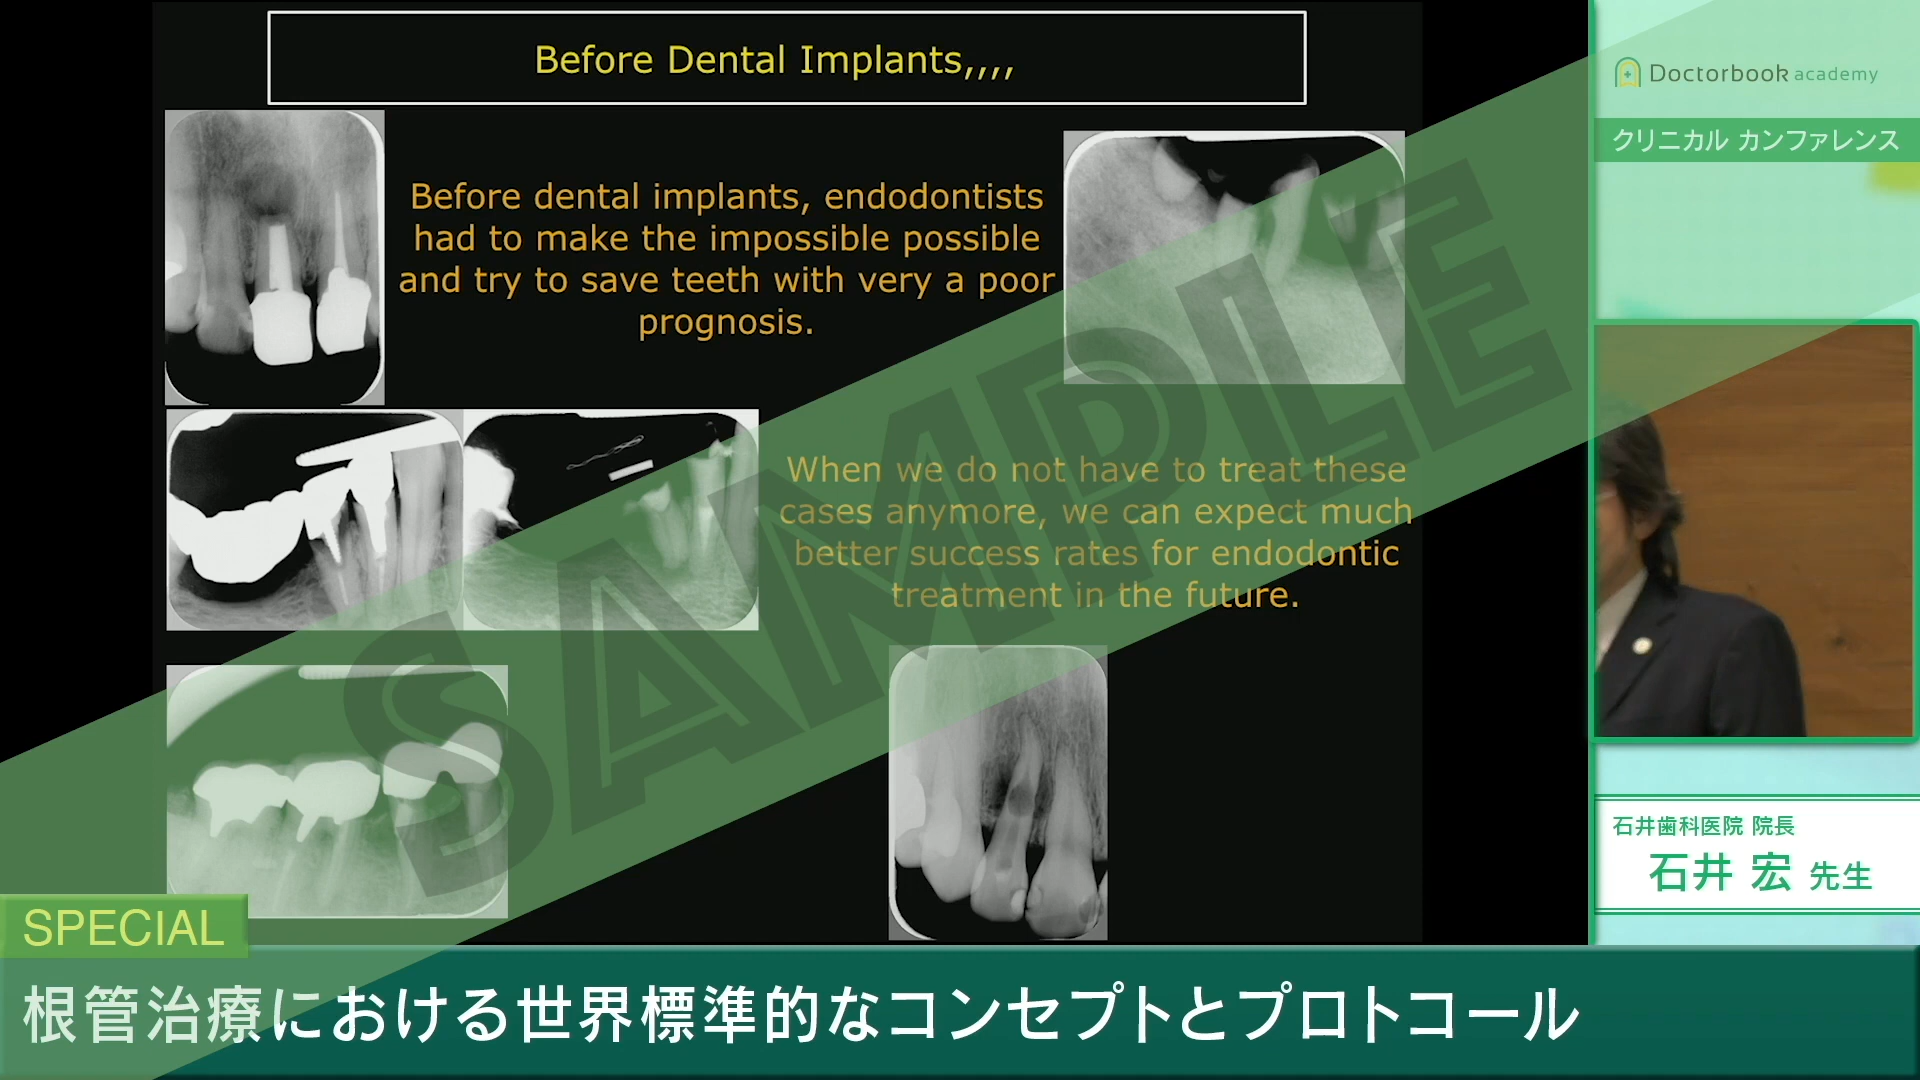 Before Dental Implants,,,,
Before dental implants, endodontists
had to make the impossible possible
and try to save teeth with very a poor
prognosis.
When we do not have to treat these
cases anymore, we can expect much
better success rates for endodontic
treatment in the future.
SAMPLE
Doctorbook academy
クリニカル カンファレンス
石井歯科医院 院長
石井 宏 先生
SPECIAL
根管治療における世界標準的なコンセプトとプロトコール